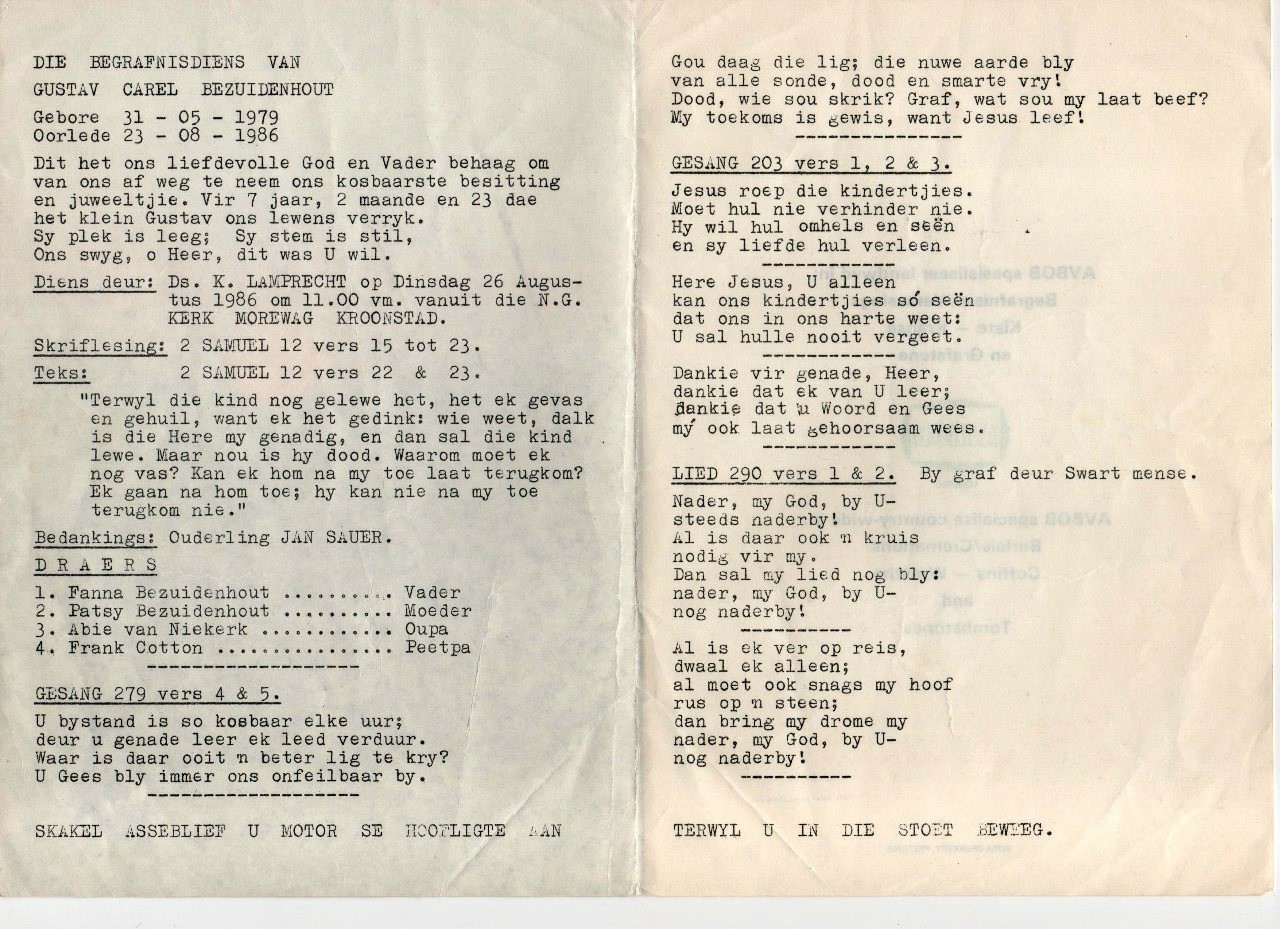 DIE BEGRAFNISDIENS VAN
GUSTAV CAREL BEZUIDENHOUT
Gebore 31 - 05 - 1979
Oorlede 23 - 08 - 1986
Dit het ons liefdevolle God en Vader behaag om
van ons af weg te neem ons kosbaarste besitting
en juweeltjie. Vir 7 jaar, 2 maande en 23 dae
het klein Gustav ons lewens verryk.
Sy plek is leeg; Sy stem is stil,
Ons swyg, o Heer, dit was U wil.
Diens deur: Ds. K. LAMPRECHT op Dinsdag 26 Augus-
tus 1986 om 11.00 vm. vanuit die N.G.
KERK MOREWAG KROONSTAD.
Skriflesing: 2 SAMUEL 12 vers 15 tot 23.
Teks: 2 SAMUEL 12 vers 22 & 23.
"Terwyl die kind nog gelewe het, het ek gevas
en gehuil, want ek het gedink: wie weet, dalk
is die Here my genadig, en dan sal die kind
lewe. Maar nou is hy dood. Waarom moet ek
nog vas? Kan ek hom na my toe laat terugkom?
Ek gaan na hom toe; hy kan nie na my toe
terugkom nie."
Bedankings: Ouderling JAN SAUER.
D R A E R S
1. Fanna Bezuidenhout .......... Vader
2. Patsy Bezuidenhout .......... Moeder
3. Abie van Niekerk ............ Oupa
4. Frank Cotton ................ Peetpa
-------------------
GESANG 279 vers 4 & 5.
U bystand is so kosbaar elke uur;
deur u genade leer ek leed verduur.
Waar is daar ooit 'n beter lig te kry?
U Gees bly immer ons onfeilbaar by.
-------------------
SKAKEL ASSEBLIEF U MOTOR SE HOOFLIGTE AAN
Gou daag die lig; die nuwe aarde bly
van alle sonde, dood en smarte vry!
Dood, wie sou skrik? Graf, wat sou my laat beef?
My toekoms is gewis, want Jesus leef!
---------------
GESANG 203 vers 1, 2 & 3.
Jesus roep die kindertjies.
Moet hul nie verhinder nie.
Hy wil hul omhels en seën
en sy liefde hul verleen.
------------
Here Jesus, U alleen
kan ons kindertjies só seën
dat ons in ons harte weet:
U sal hulle nooit vergeet.
------------
Dankie vir genade, Heer,
dankie dat ek van U leer;
dankie dat u Woord en Gees
my ook laat gehoorsaam wees.
------------
LIED 290 vers 1 & 2. By graf deur Swart mense.
Nader, my God, by U-
steeds naderby!
Al is daar ook 'n kruis
nodig vir my.
Dan sal my lied nog bly:
nader, my God, by U-
nog naderby!
----------
Al is ek ver op reis,
dwaal ek alleen;
al moet ook snags my hoof
rus op 'n steen;
dan bring my drome my
nader, my God, by U-
nog naderby!
----------
TERWYL U IN DIE STOET BEWEEG.